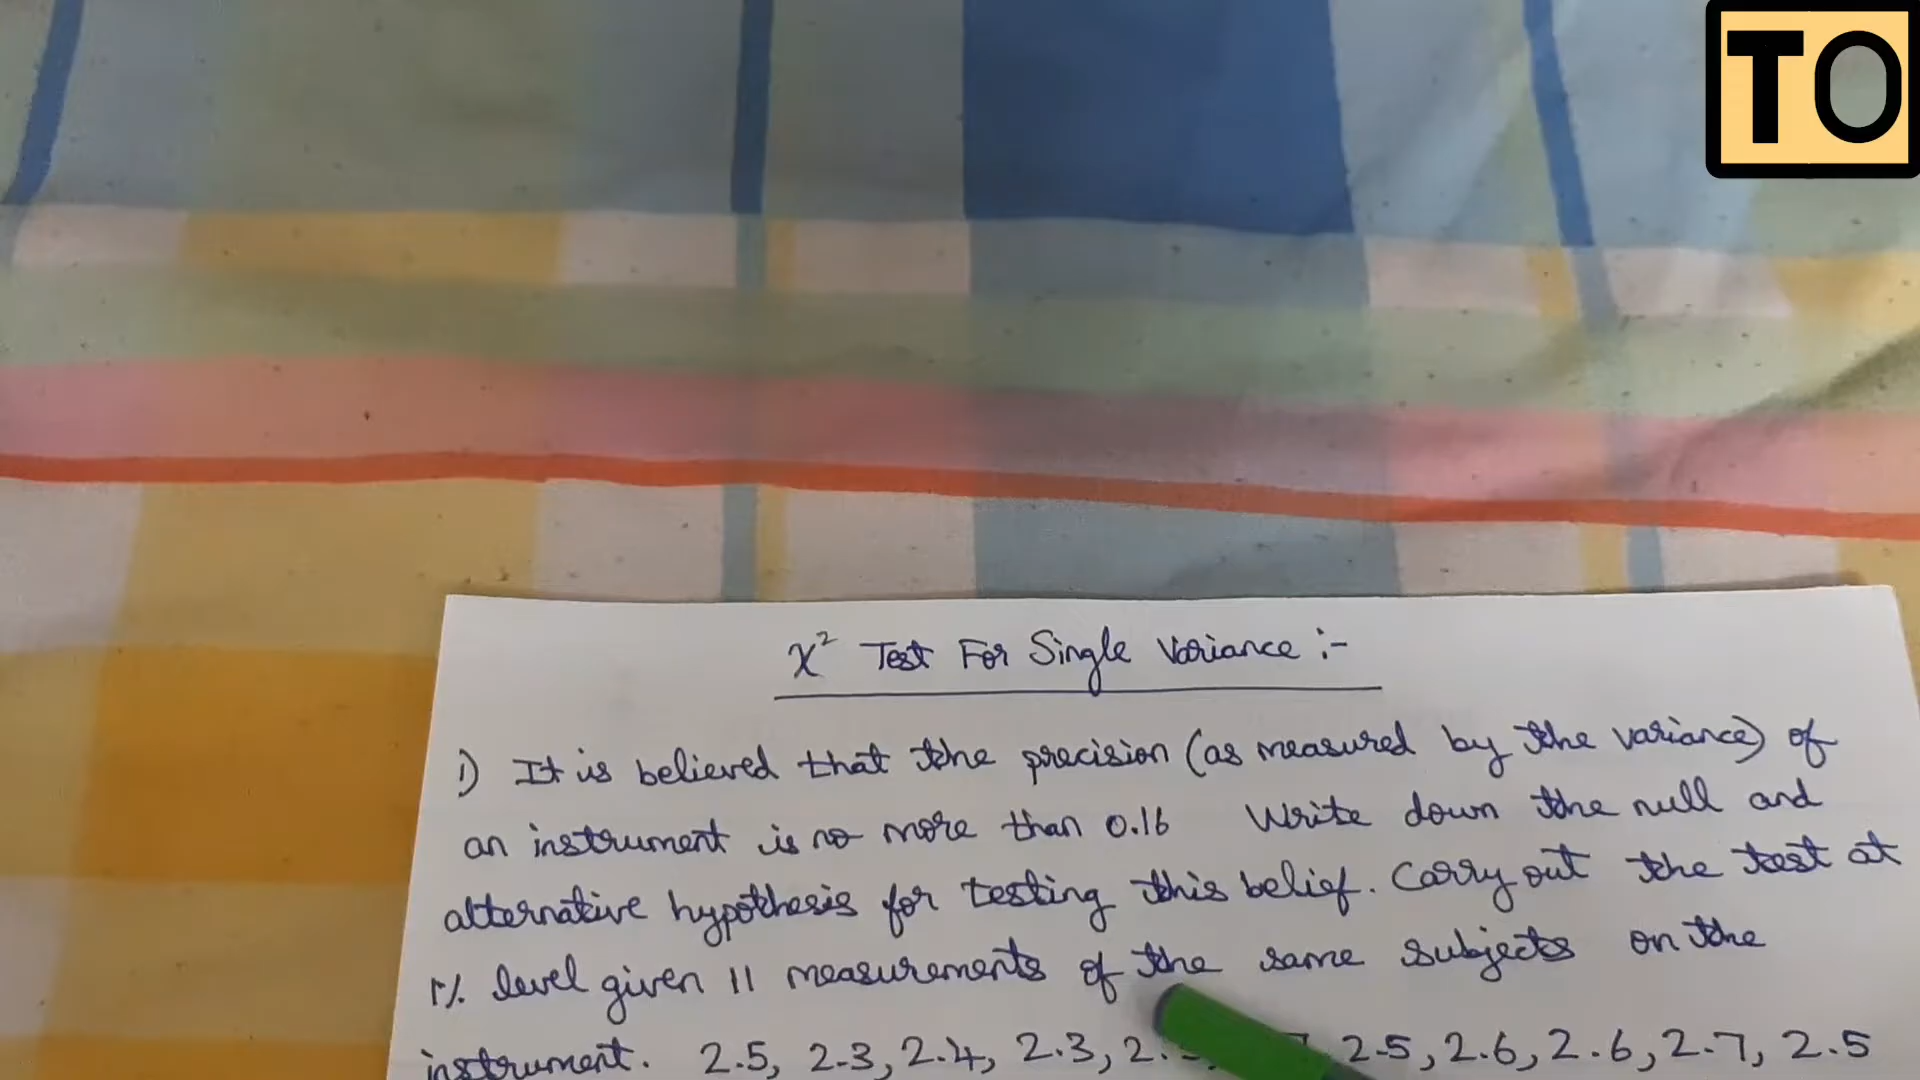 TO
χ² Test For Single Variance :-
1) It is believed that the precision (as measured by the variance) of
an instrument is no more than 0.16 Write down the null and
alternative hypothesis for testing this belief. Carry out the test at
1% level given 11 measurements of the same subjects on the
instrument. 2.5, 2.3, 2.4, 2.3, 2.5, 2.6, 2.6, 2.7, 2.5